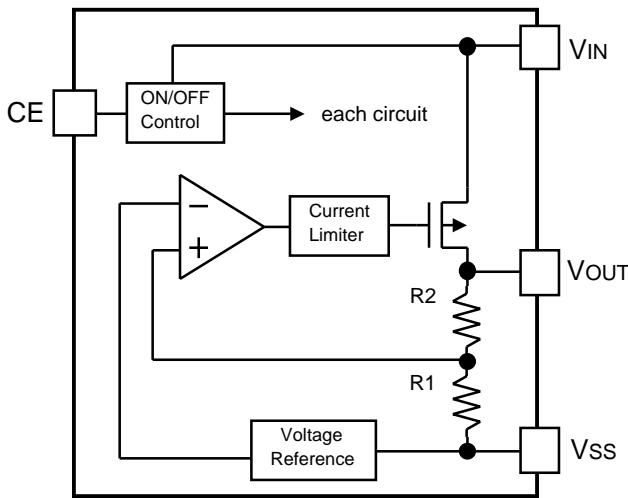 VIN
CE
ON/OFF
Control
each circuit
−
+
Current
Limiter
VOUT
R2
R1
Voltage
Reference
VSS